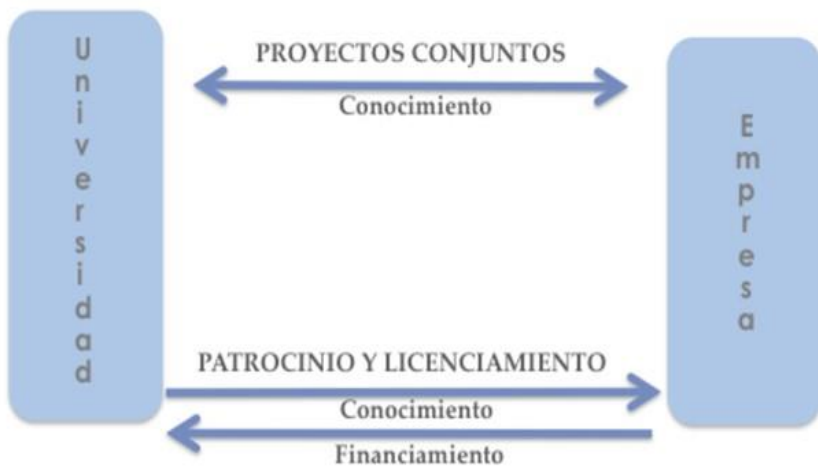 Universidad
PROYECTOS CONJUNTOS
Conocimiento
Empresa
PATROCINIO Y LICENCIAMIENTO
Conocimiento
Financiamiento